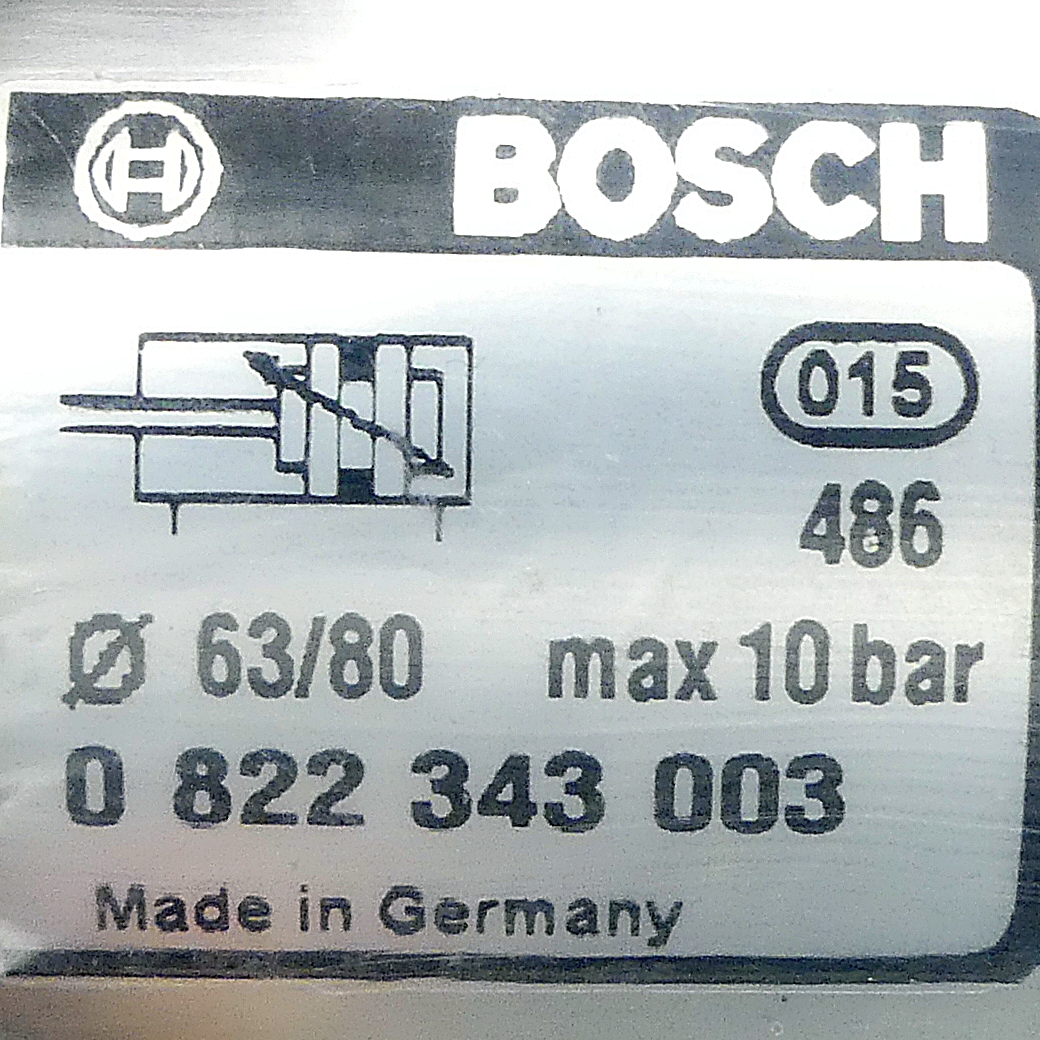 BOSCH
015
486
Ø 63/80 max 10 bar
0 822 343 003
Made in Germany